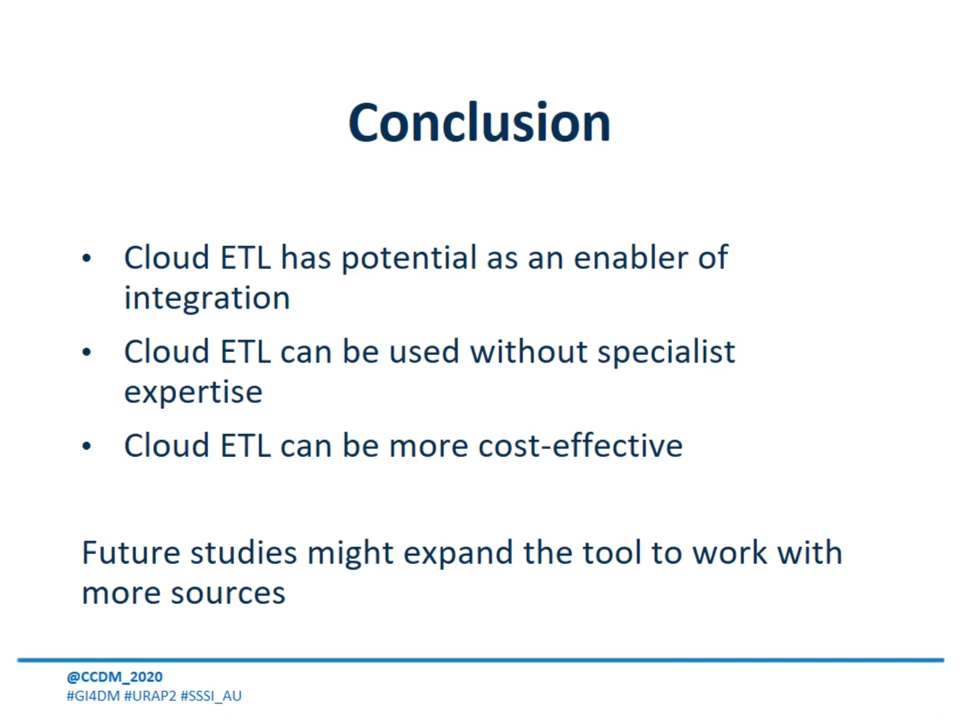 Conclusion
• Cloud ETL has potential as an enabler of
integration
• Cloud ETL can be used without specialist
expertise
• Cloud ETL can be more cost-effective
Future studies might expand the tool to work with
more sources
@CCDM_2020
#GI4DM #URAP2 #SSSI_AU